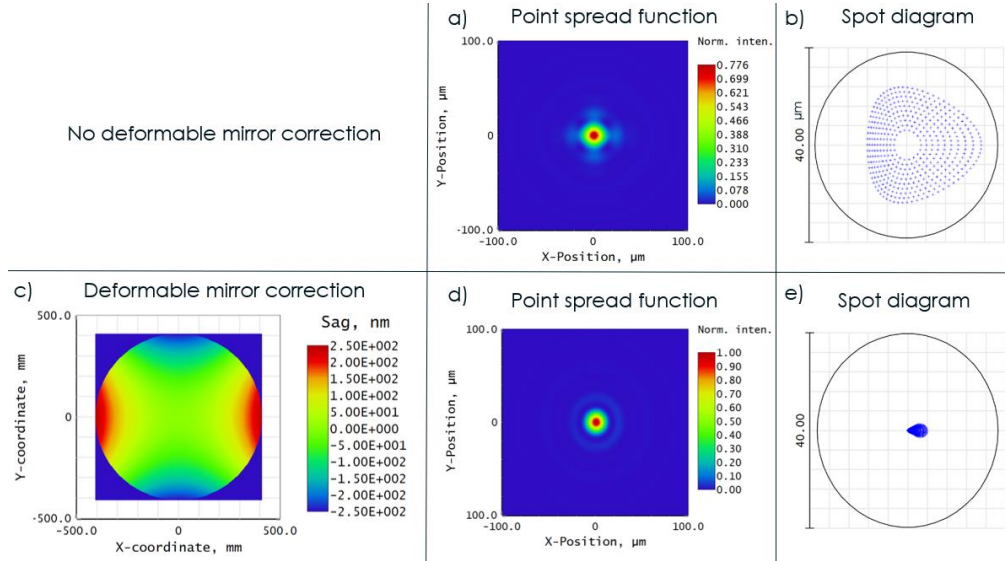 No deformable mirror correction
a) Point spread function
100.0
0
-100.0
Y-Position, µm
-100.0 0 100.0
X-Position, µm
Norm. inten.
0.776
0.699
0.621
0.543
0.466
0.388
0.310
0.233
0.155
0.078
0.000
b) Spot diagram
40.00 µm
c) Deformable mirror correction
500.0
0
-500.0
Y-coordinate, mm
-500.0 0 500.0
X-coordinate, mm
Sag, nm
2.50E+002
2.00E+002
1.50E+002
1.00E+002
5.00E+001
0.00E+000
-5.00E+001
-1.00E+002
-1.50E+002
-2.00E+002
-2.50E+002
d) Point spread function
100.0
0
100.0
Y-Position, µm
-100.0 0 100.0
X-Position, µm
Norm. inten.
1.00
0.90
0.80
0.70
0.60
0.50
0.40
0.30
0.20
0.10
0.00
e) Spot diagram
40.00